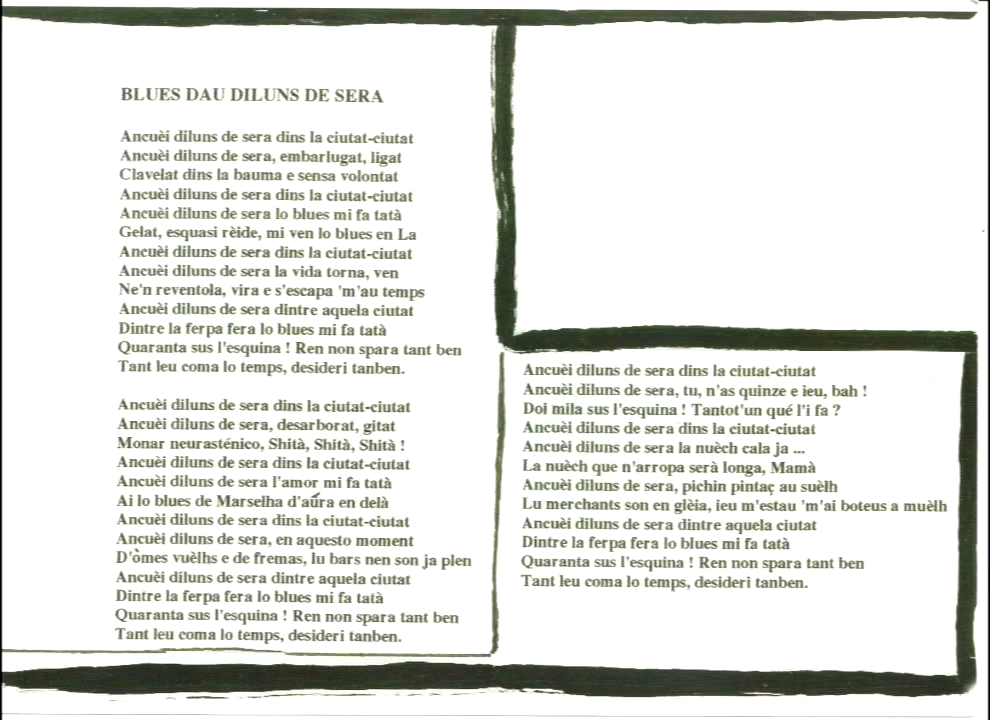 BLUES DAU DILUNS DE SERA
Ancuèi diluns de sera dins la ciutat-ciutat
Ancuèi diluns de sera, embarlugat, ligat
Clavelat dins la bauma e sensa volontat
Ancuèi diluns de sera dins la ciutat-ciutat
Ancuèi diluns de sera lo blues mi fa tatà
Gelat, esquasi rèide, mi ven lo blues en La
Ancuèi diluns de sera dins la ciutat-ciutat
Ancuèi diluns de sera la vida torna, ven
Ne'n reventola, vira e s'escapa 'm'au temps
Ancuèi diluns de sera dintre aquela ciutat
Dintre la ferpa fera lo blues mi fa tatà
Quaranta sus l'esquina ! Ren non spara tant ben
Tant leu coma lo temps, desideri tanben.
Ancuèi diluns de sera dins la ciutat-ciutat
Ancuèi diluns de sera, desarborat, gitat
Monar neurasténico, Shità, Shità, Shità !
Ancuèi diluns de sera dins la ciutat-ciutat
Ancuèi diluns de sera l'amor mi fa tatà
Ai lo blues de Marselha d'aúra en delà
Ancuèi diluns de sera dins la ciutat-ciutat
Ancuèi diluns de sera, en aquesto moment
D'òmes vuèlhs e de fremas, lu bars nen son ja plen
Ancuèi diluns de sera dintre aquela ciutat
Dintre la ferpa fera lo blues mi fa tatà
Quaranta sus l'esquina ! Ren non spara tant ben
Tant leu coma lo temps, desideri tanben.
Ancuèi diluns de sera dins la ciutat-ciutat
Ancuèi diluns de sera, tu, n'as quinze e ieu, bah !
Doi mila sus l'esquina ! Tantot'un qué l'i fa ?
Ancuèi diluns de sera dins la ciutat-ciutat
Ancuèi diluns de sera la nuèch cala ja ...
La nuèch que n'arropa serà longa, Mamà
Ancuèi diluns de sera, pichin pintaç au suèlh
Lu merchants son en glèia, ieu m'estau 'm'ai boteus a muèlh
Ancuèi diluns de sera dintre aquela ciutat
Dintre la ferpa fera lo blues mi fa tatà
Quaranta sus l'esquina ! Ren non spara tant ben
Tant leu coma lo temps, desideri tanben.